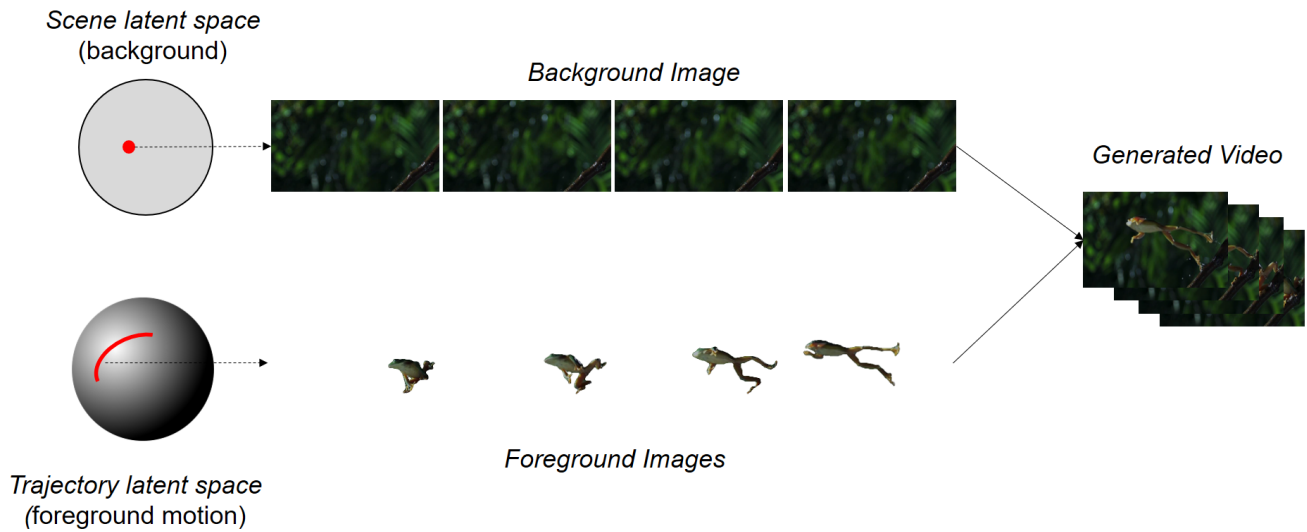 Scene latent space
(background)
Background Image
Generated Video
Foreground Images
Trajectory latent space
(foreground motion)